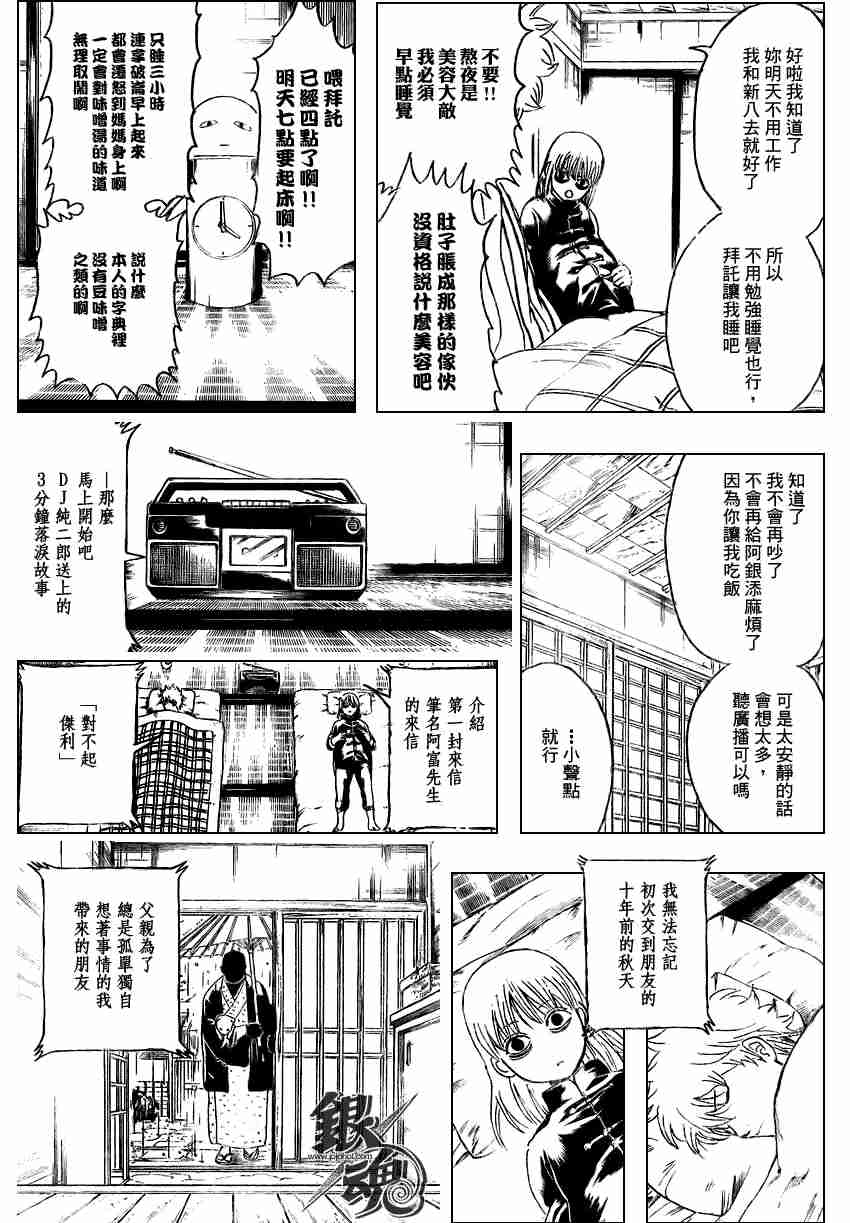 好啦我知道了
妳明天不用工作
我和新八去就好了
所以
不用勉強睡覺也行，
拜託讓我睡吧
不要!!
熬夜是
美容大敵
我必須
早點睡覺
肚子脹成那樣的傢伙
沒資格說什麼美容吧
喂拜託
已經四點了啊!!
明天七點要起床啊!!
只睡三小時
連拿破崙早上起來
都會遷怒到媽媽身上啊
一定會對味噌湯的味道
無理取鬧啊
說什麼
本人的字典裡
沒有豆味噌
之類的啊
知道了
我不會再吵了
不會再給阿銀添麻煩了
因為你讓我吃飯
可是太安靜的話
會想太多，
聽廣播可以嗎
…小聲點
就行
—那麼
馬上開始吧
DJ純二郎送上的
3分鐘落淚故事
介紹
第一封來信
筆名阿富先生
的來信
「對不起
傑利」
我無法忘記
初次交到朋友的
十年前的秋天
父親為了
總是孤單獨自
想著事情的我
帶來的朋友
銀魂
www.jojohot.com